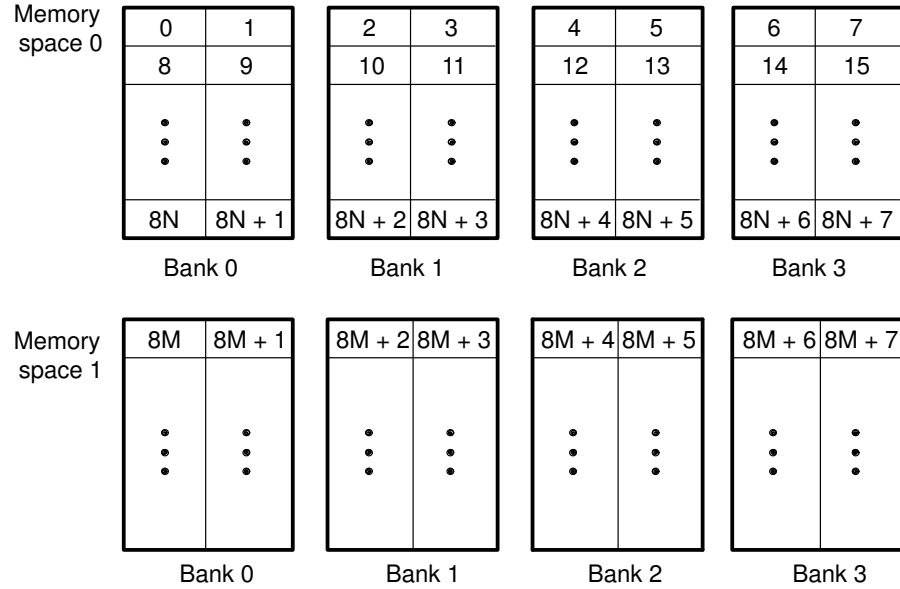 Memory
space 0
0 1 2 3 4 5 6 7
8 9 10 11 12 13 14 15
8N 8N + 1 8N + 2 8N + 3 8N + 4 8N + 5 8N + 6 8N + 7
Bank 0 Bank 1 Bank 2 Bank 3
Memory
space 1
8M 8M + 1 8M + 2 8M + 3 8M + 4 8M + 5 8M + 6 8M + 7
Bank 0 Bank 1 Bank 2 Bank 3